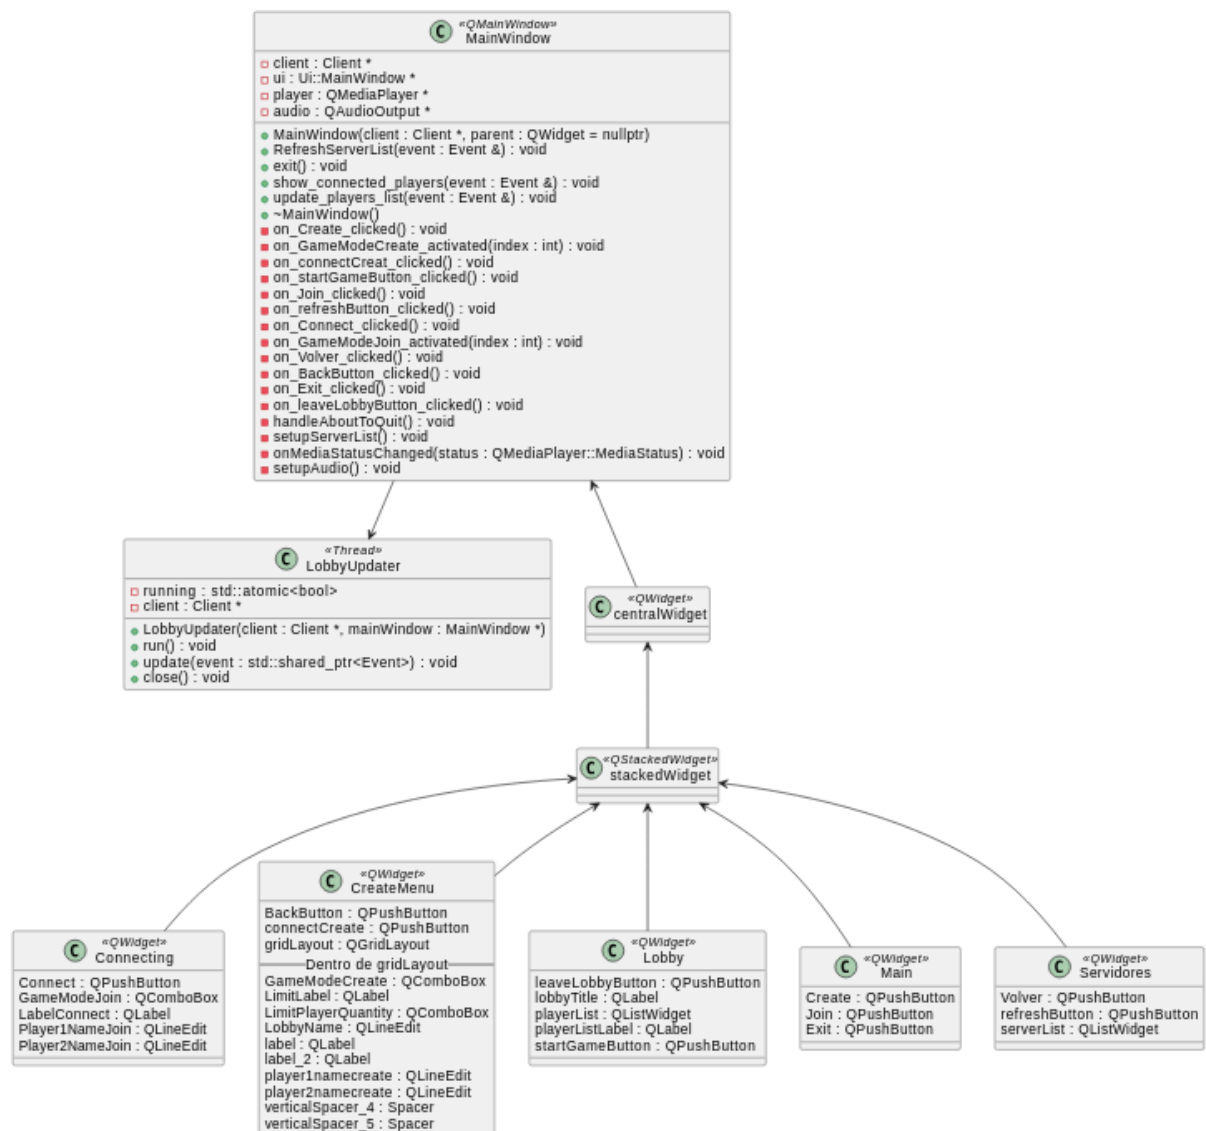 C «QMainWindow»
MainWindow
client : Client *
ui : Ui::MainWindow *
player : QMediaPlayer *
audio : QAudioOutput *
MainWindow(client : Client *, parent : QWidget = nullptr)
RefreshServerList(event : Event &) : void
exit() : void
show_connected_players(event : Event &) : void
update_players_list(event : Event &) : void
~MainWindow()
on_Create_clicked() : void
on_GameModeCreate_activated(index : int) : void
on_connectCreat_clicked() : void
on_startGameButton_clicked() : void
on_Join_clicked() : void
on_refreshButton_clicked() : void
on_Connect_clicked() : void
on_GameModeJoin_activated(index : int) : void
on_Volver_clicked() : void
on_BackButton_clicked() : void
on_Exit_clicked() : void
on_leaveLobbyButton_clicked() : void
handleAboutToQuit() : void
setupServerList() : void
onMediaStatusChanged(status : QMediaPlayer::MediaStatus) : void
setupAudio() : void
C «Thread»
LobbyUpdater
running : std::atomic<bool>
client : Client *
LobbyUpdater(client : Client *, mainWindow : MainWindow *)
run() : void
update(event : std::shared_ptr<Event>) : void
close() : void
C «QWidget»
centralWidget
C «QStackedWidget»
stackedWidget
C «QWidget»
Connecting
Connect : QPushButton
GameModeJoin : QComboBox
LabelConnect : QLabel
Player1NameJoin : QLineEdit
Player2NameJoin : QLineEdit
C «QWidget»
CreateMenu
BackButton : QPushButton
connectCreate : QPushButton
gridLayout : QGridLayout
Dentro de gridLayout
GameModeCreate : QComboBox
LimitLabel : QLabel
LimitPlayerQuantity : QComboBox
LobbyName : QLineEdit
label : QLabel
label_2 : QLabel
player1namecreate : QLineEdit
player2namecreate : QLineEdit
verticalSpacer_4 : Spacer
verticalSpacer_5 : Spacer
C «QWidget»
Lobby
leaveLobbyButton : QPushButton
lobbyTitle : QLabel
playerList : QListWidget
playerListLabel : QLabel
startGameButton : QPushButton
C «QWidget»
Main
Create : QPushButton
Join : QPushButton
Exit : QPushButton
C «QWidget»
Servidores
Volver : QPushButton
refreshButton : QPushButton
serverList : QListWidget